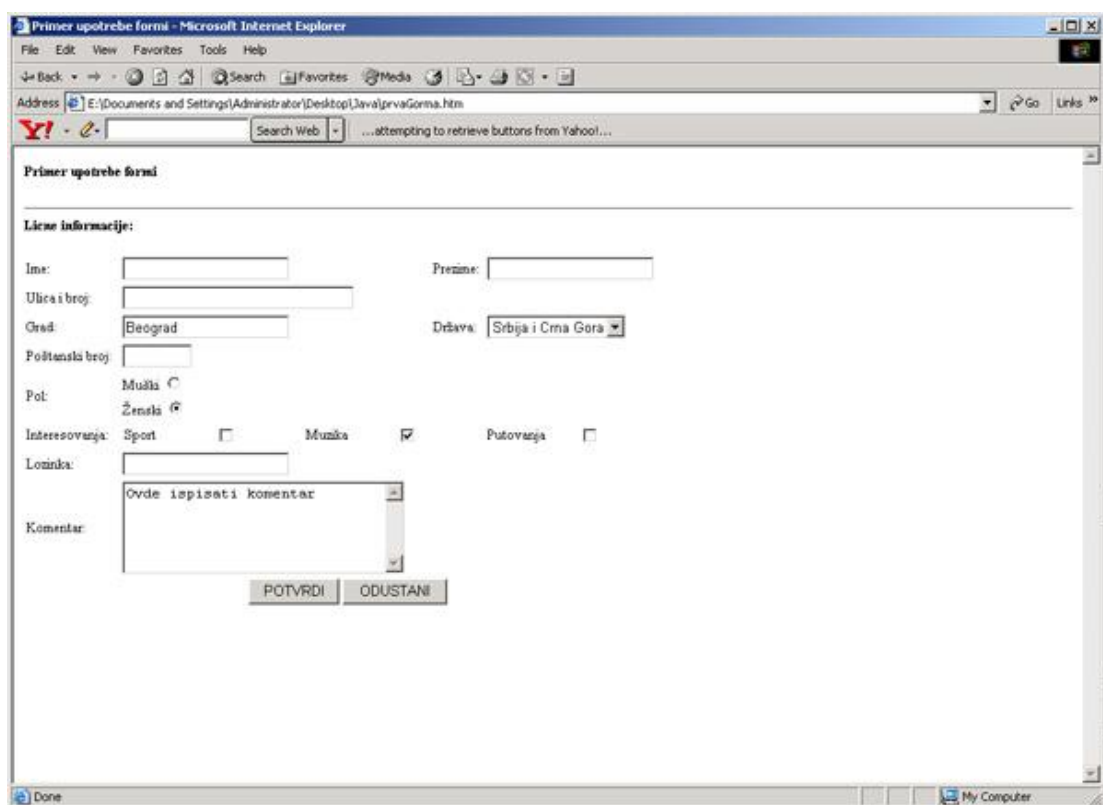 Primer upotrebe formi - Microsoft Internet Explorer
File Edit View Favorites Tools Help
Back Search Favorites Media
Address E:\Documents and Settings\Administrator\Desktop\Java\prvaGorma.htm Go Links »
Y! Search Web ...attempting to retrieve buttons from Yahoo!...
Primer upotrebe formi
Licne informacije:
Ime: Prezime:
Ulica i broj:
Grad: Beograd Država: Srbija i Crna Gora
Poštanski broj:
Muški
Pol:
Ženski
Interesovanja: Sport Muzika Putovanja
Lozinka:
Ovde ispisati komentar
Komentar:
POTVRDI ODUSTANI
Done My Computer